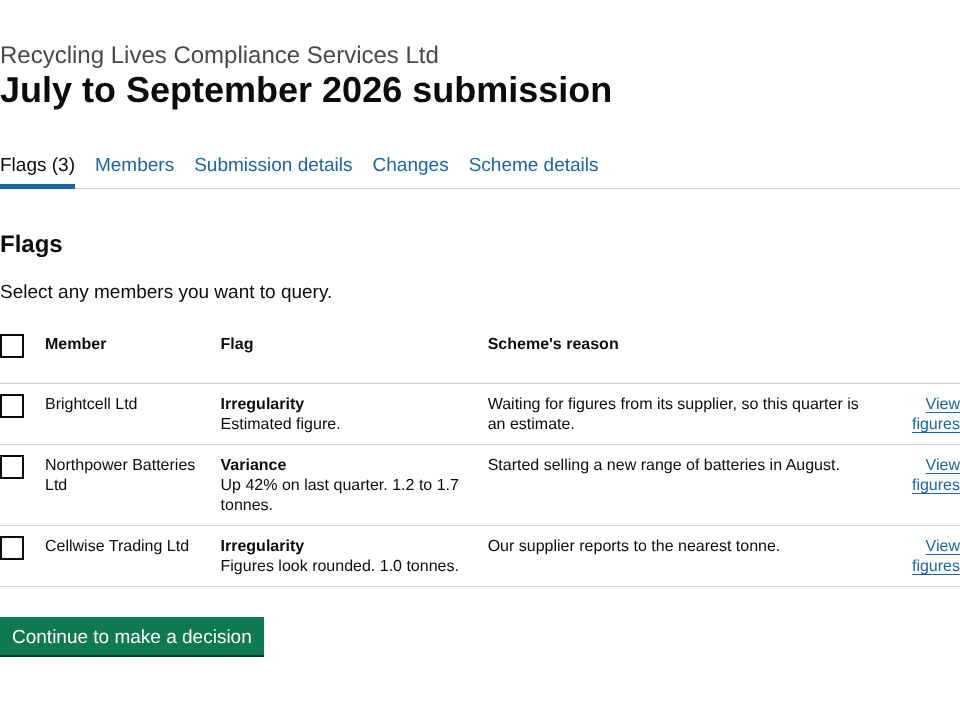 Recycling Lives Compliance Services Ltd
July to September 2026 submission
Flags (3) Members Submission details Changes Scheme details
Flags
Select any members you want to query.
Member Flag Scheme's reason
Brightcell Ltd Irregularity Waiting for figures from its supplier, so this quarter is View
Estimated figure. an estimate. figures
Northpower Batteries Variance Started selling a new range of batteries in August. View
Ltd Up 42% on last quarter. 1.2 to 1.7 figures
tonnes.
Cellwise Trading Ltd Irregularity Our supplier reports to the nearest tonne. View
Figures look rounded. 1.0 tonnes. figures
Continue to make a decision